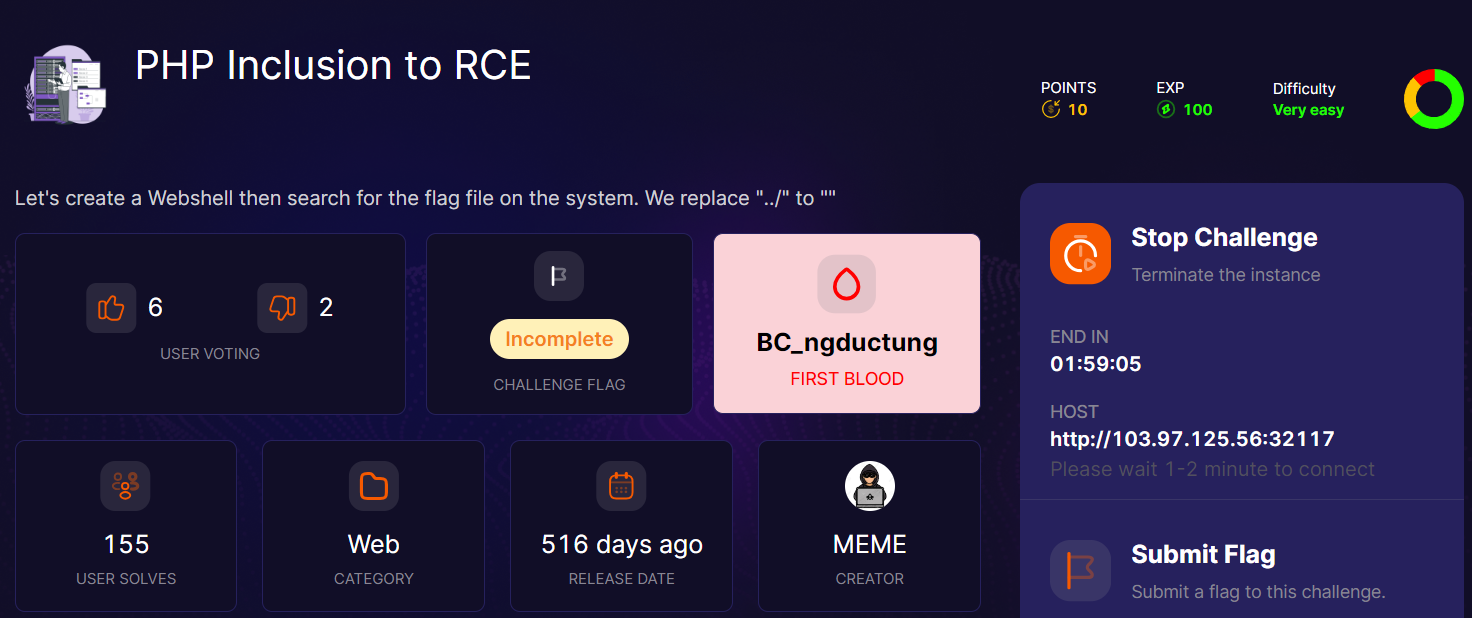 PHP Inclusion to RCE
POINTS
10
EXP
100
Difficulty
Very easy
Let's create a Webshell then search for the flag file on the system. We replace "../" to ""
6
2
USER VOTING
Incomplete
CHALLENGE FLAG
BC_ngductung
FIRST BLOOD
155
USER SOLVES
Web
CATEGORY
516 days ago
RELEASE DATE
MEME
CREATOR
Stop Challenge
Terminate the instance
END IN
01:59:05
HOST
http://103.97.125.56:32117
Please wait 1-2 minute to connect
Submit Flag
Submit a flag to this challenge.